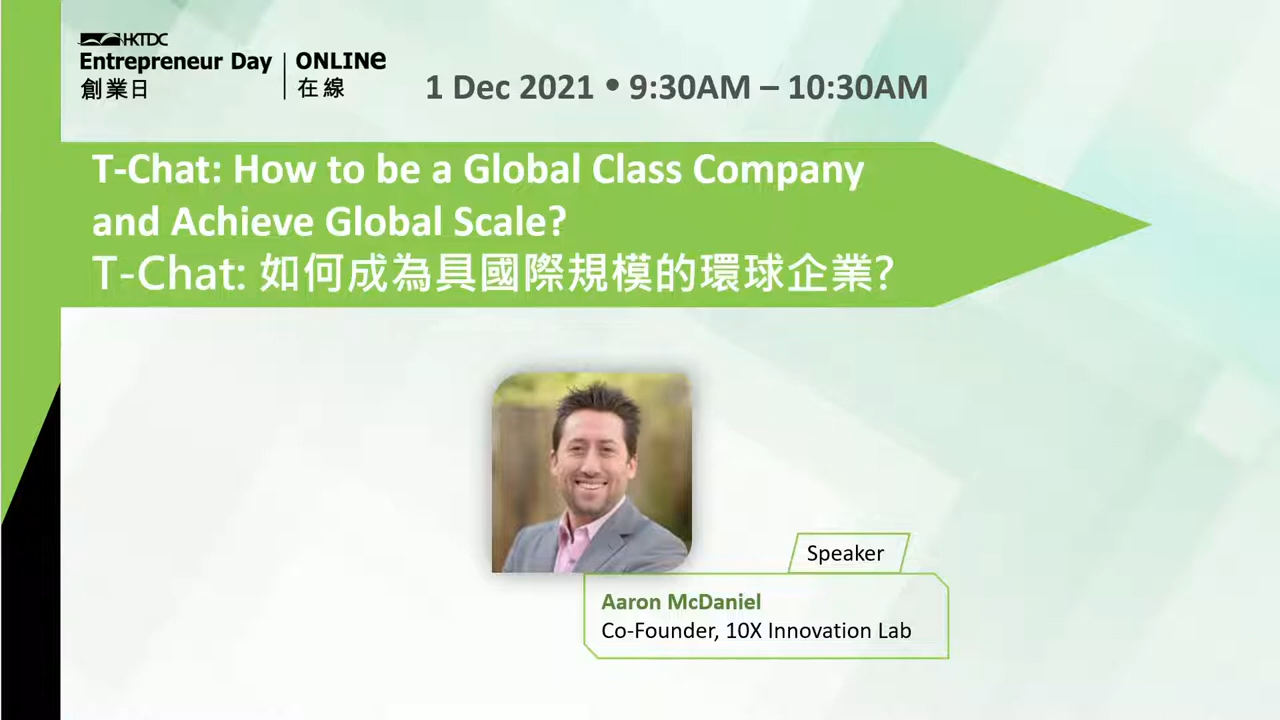 HKTDC
Entrepreneur Day
創業日
ONLINe
在線
1 Dec 2021 • 9:30AM – 10:30AM
T-Chat: How to be a Global Class Company
and Achieve Global Scale?
T-Chat: 如何成為具國際規模的環球企業?
Speaker
Aaron McDaniel
Co-Founder, 10X Innovation Lab